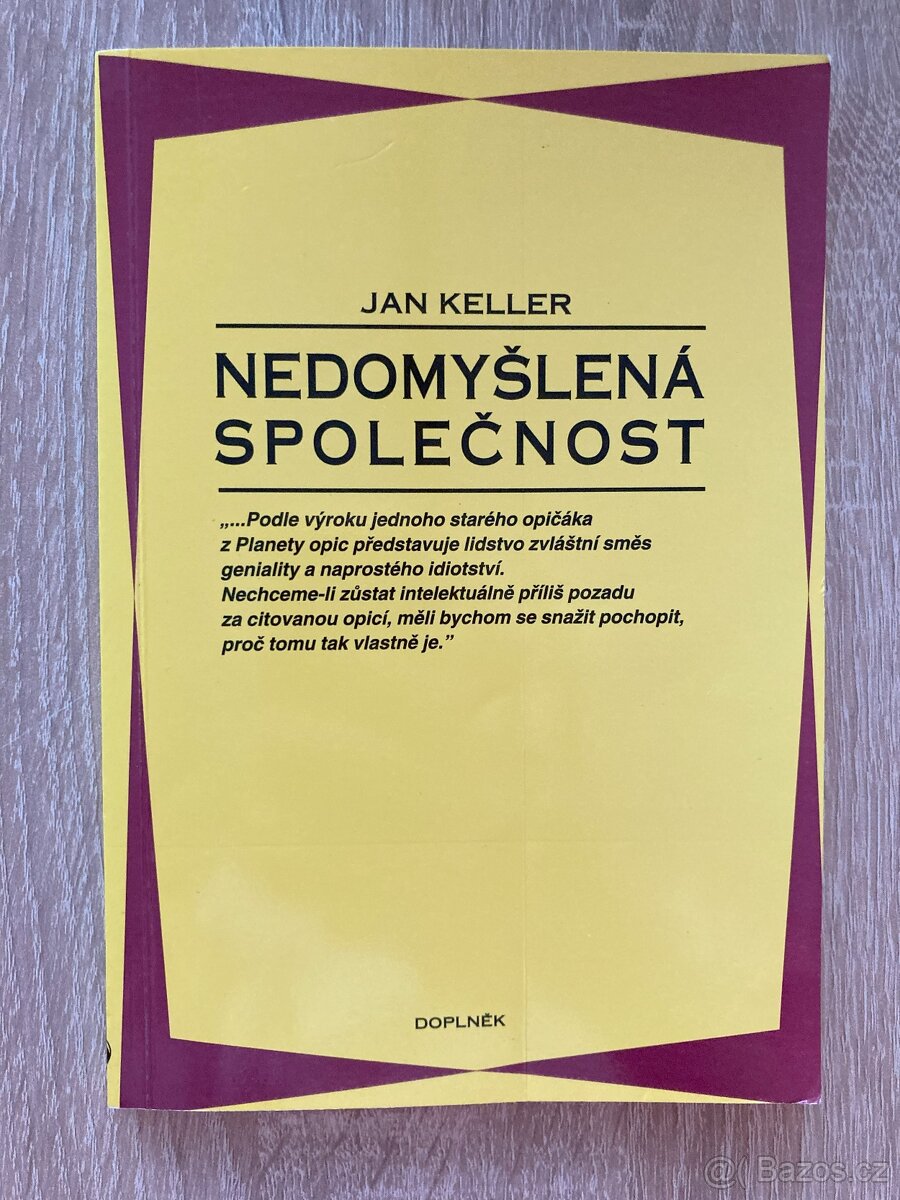 JAN KELLER
NEDOMYŠLENÁ
SPOLEČNOST
„...Podle výroku jednoho starého opičáka
z Planety opic představuje lidstvo zvláštní směs
geniality a naprostého idiotství.
Nechceme-li zůstat intelektuálně příliš pozadu
za citovanou opicí, měli bychom se snažit pochopit,
proč tomu tak vlastně je.”
DOPLNĚK
@Bazos.cz